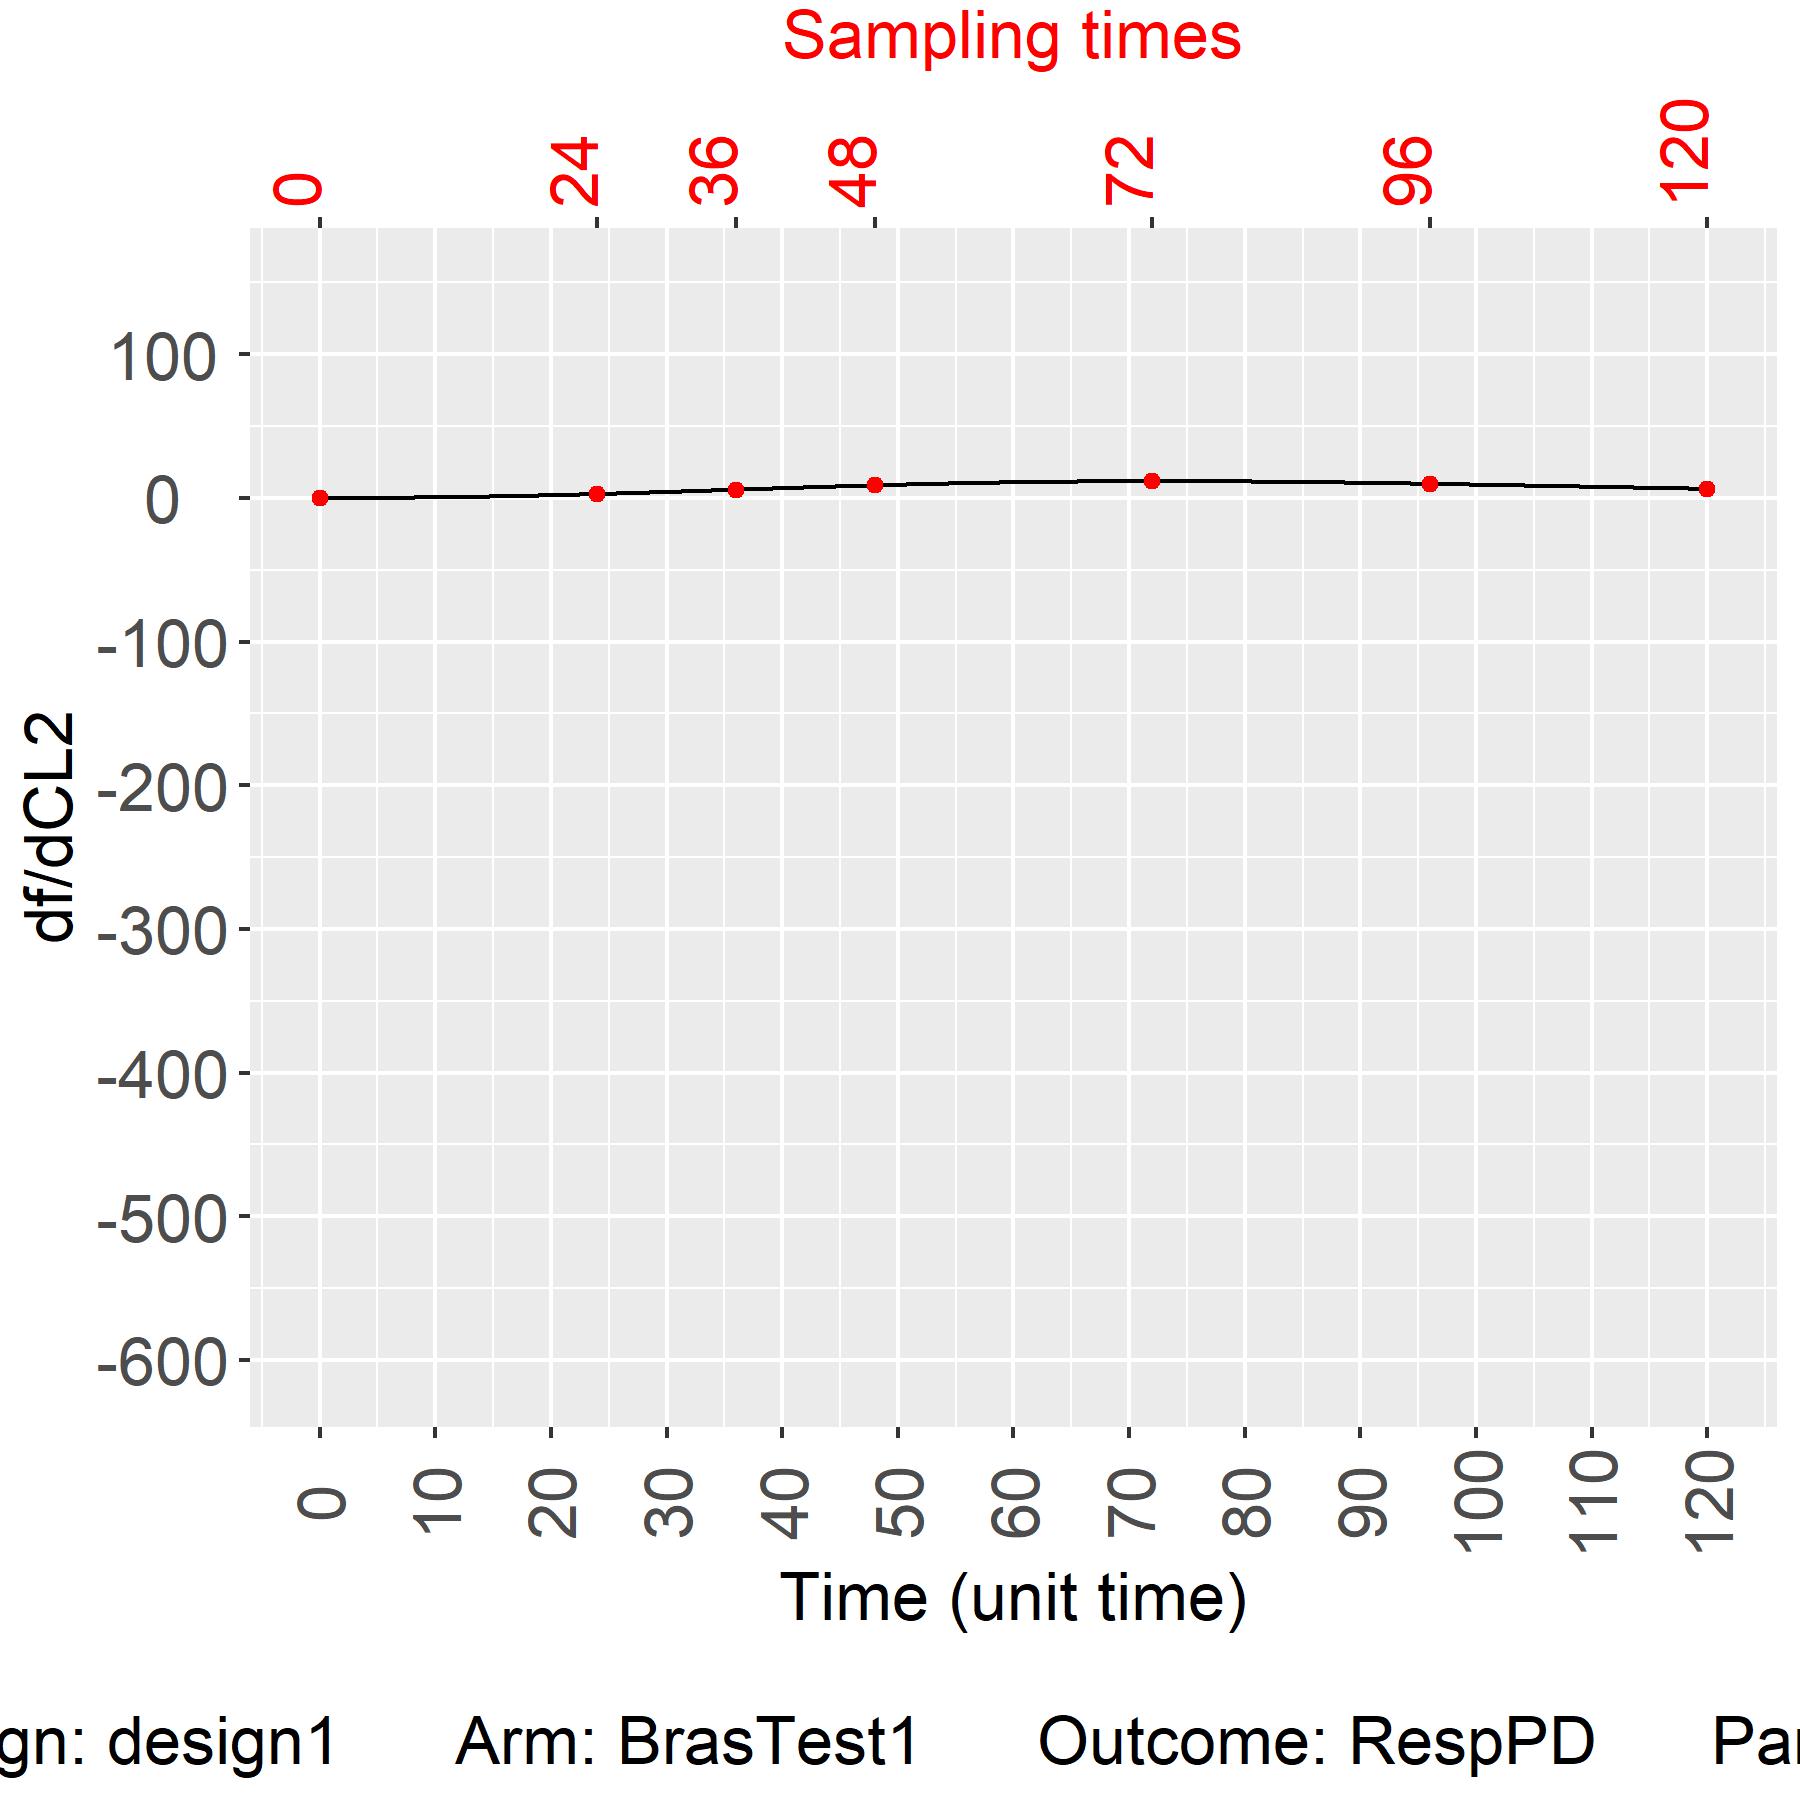 Sampling times
0 24 36 48 72 96 120
100
0
-100
-200
-300
-400
-500
-600
df/dCL2
0 10 20 30 40 50 60 70 80 90 100 110 120
Time (unit time)
gn: design1 Arm: BrasTest1 Outcome: RespPD